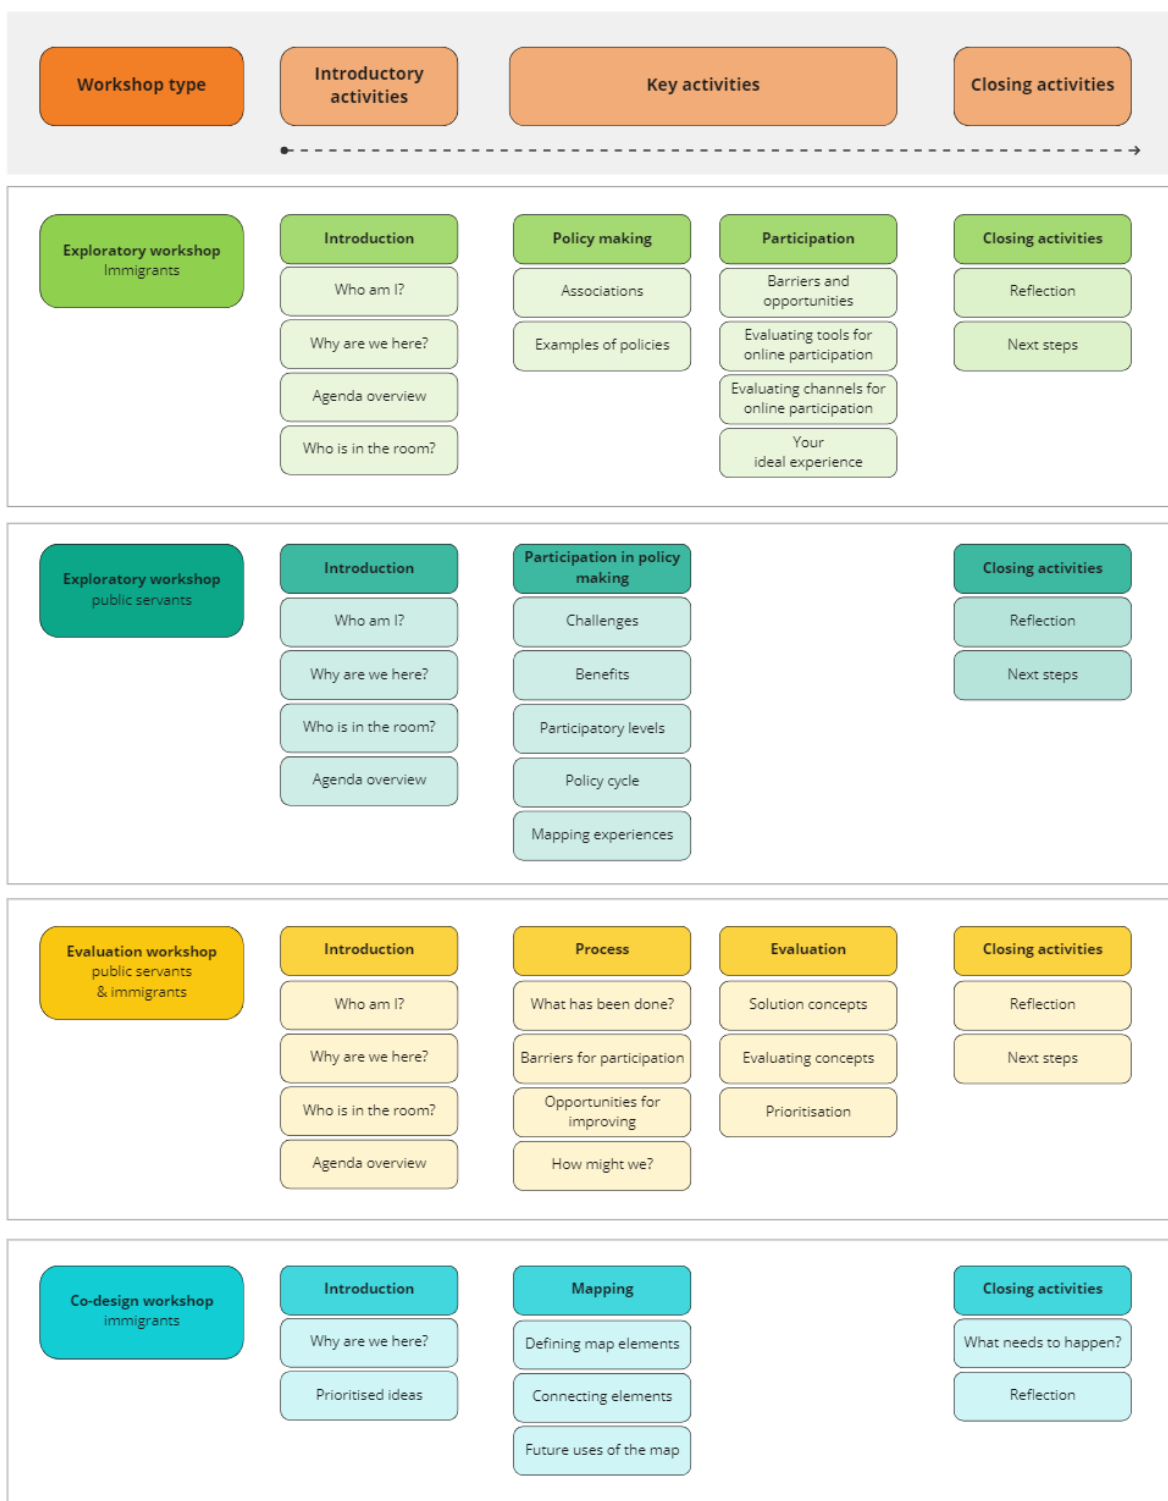 Workshop type
Introductory
activities
Key activities
Closing activities
Exploratory workshop
Immigrants
Introduction
Who am I?
Why are we here?
Agenda overview
Who is in the room?
Policy making
Associations
Examples of policies
Participation
Barriers and
opportunities
Evaluating tools for
online participation
Evaluating channels for
online participation
Your
ideal experience
Closing activities
Reflection
Next steps
Exploratory workshop
public servants
Introduction
Who am I?
Why are we here?
Who is in the room?
Agenda overview
Participation in policy
making
Challenges
Benefits
Participatory levels
Policy cycle
Mapping experiences
Closing activities
Reflection
Next steps
Evaluation workshop
public servants
& immigrants
Introduction
Who am I?
Why are we here?
Who is in the room?
Agenda overview
Process
What has been done?
Barriers for participation
Opportunities for
improving
How might we?
Evaluation
Solution concepts
Evaluating concepts
Prioritisation
Closing activities
Reflection
Next steps
Co-design workshop
immigrants
Introduction
Why are we here?
Prioritised ideas
Mapping
Defining map elements
Connecting elements
Future uses of the map
Closing activities
What needs to happen?
Reflection